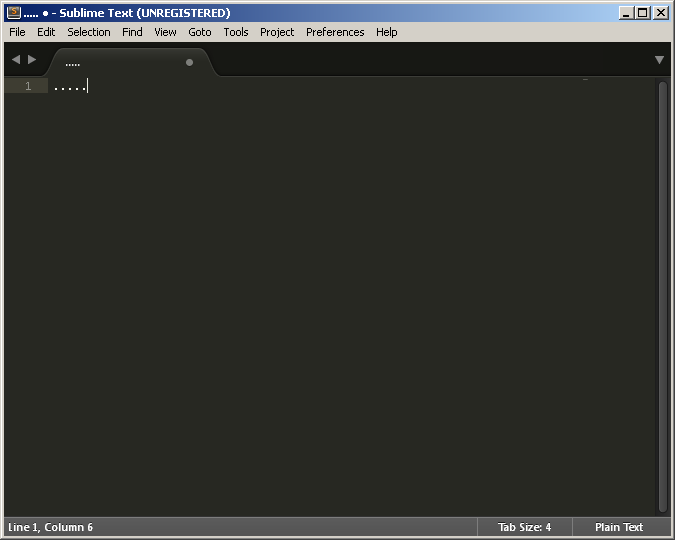 ..... • - Sublime Text (UNREGISTERED)
File Edit Selection Find View Goto Tools Project Preferences Help
.....
1 .....
Line 1, Column 6 Tab Size: 4 Plain Text